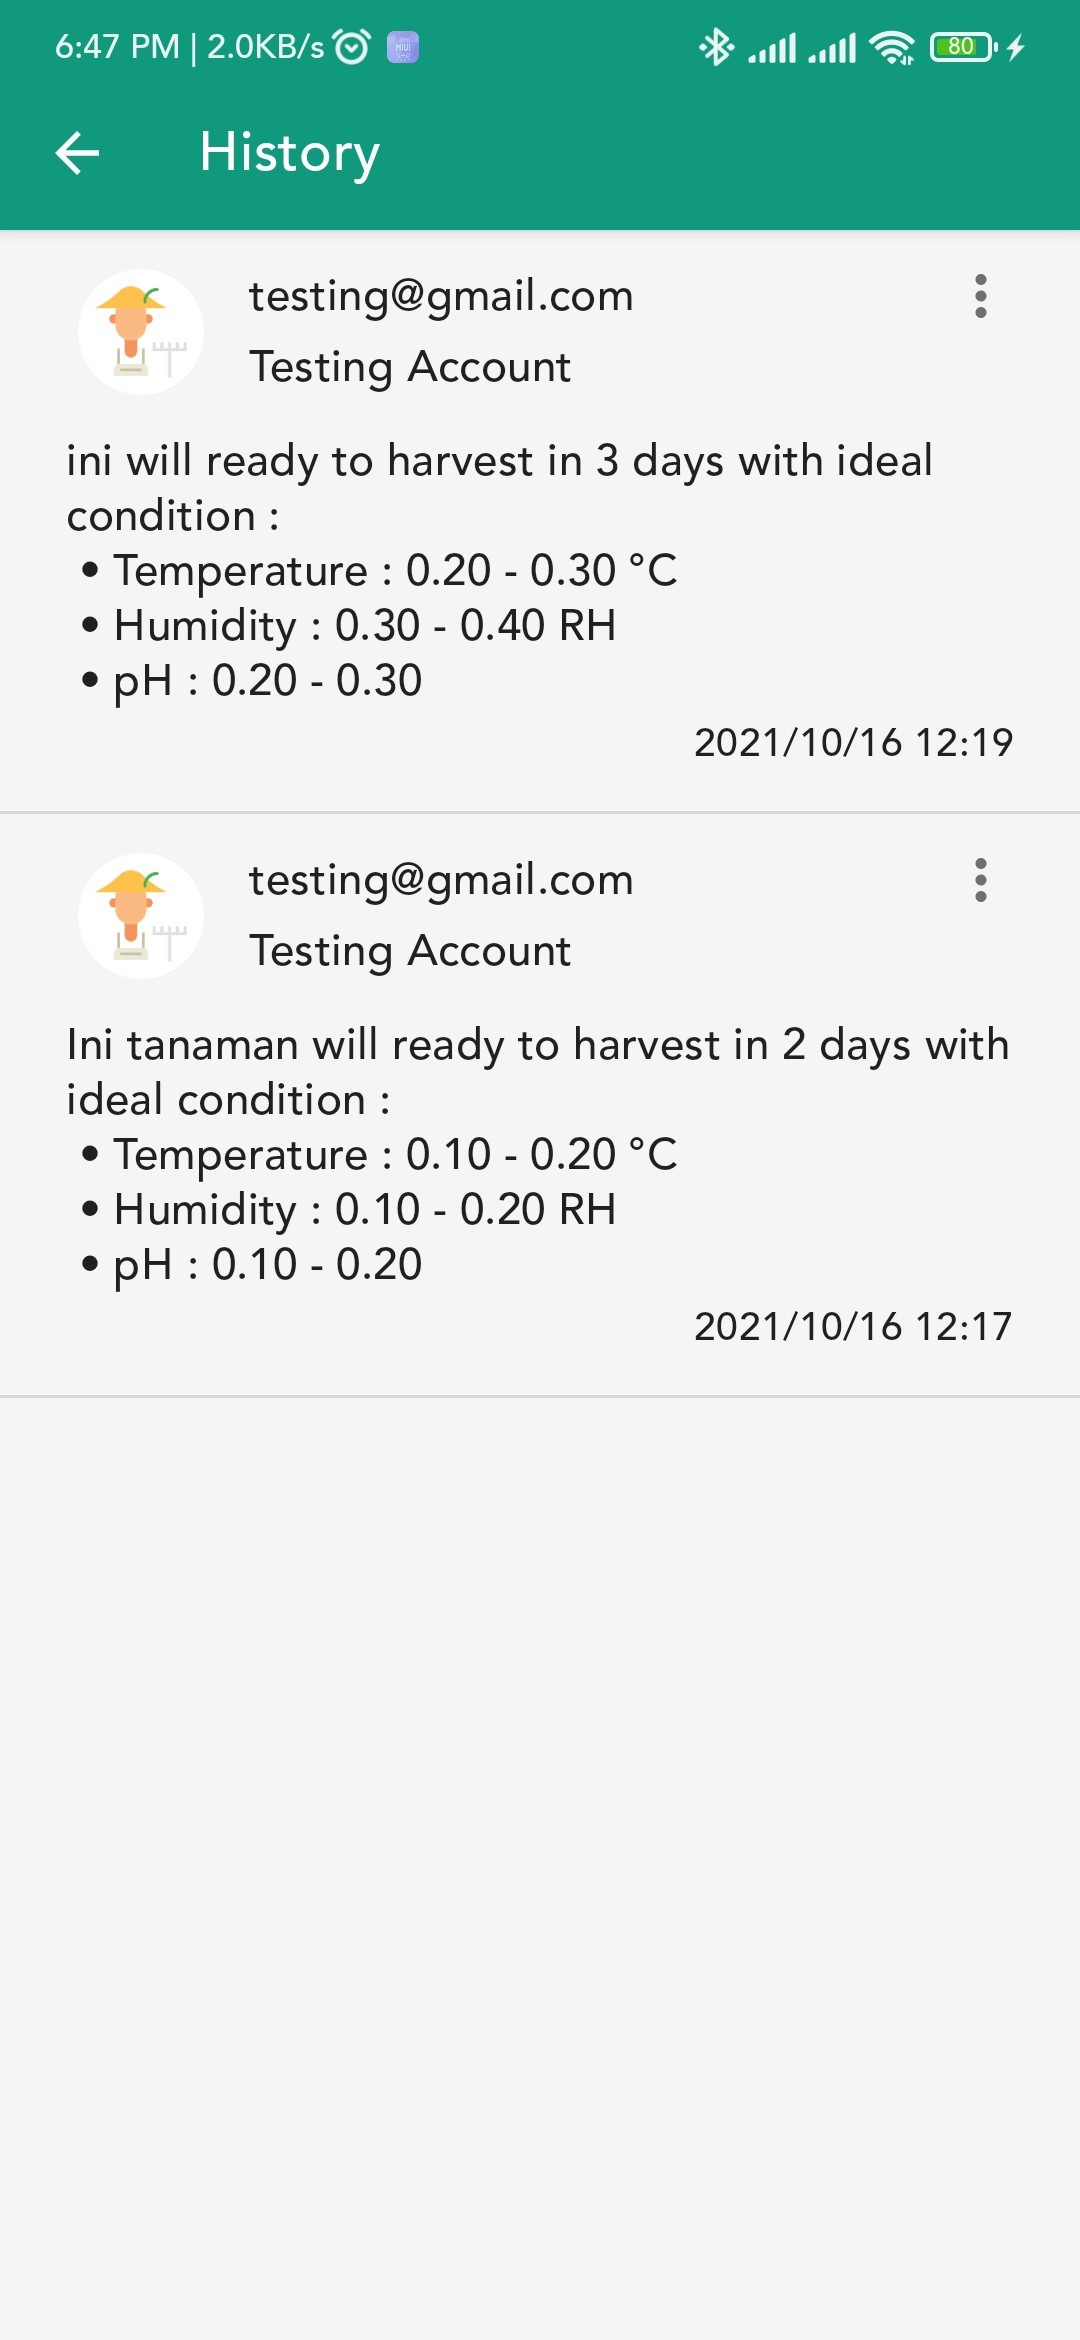 6:47 PM | 2.0KB/s
80
History
testing@gmail.com
Testing Account
ini will ready to harvest in 3 days with ideal
condition :
• Temperature : 0.20 - 0.30 °C
• Humidity : 0.30 - 0.40 RH
• pH : 0.20 - 0.30
2021/10/16 12:19
testing@gmail.com
Testing Account
Ini tanaman will ready to harvest in 2 days with
ideal condition :
• Temperature : 0.10 - 0.20 °C
• Humidity : 0.10 - 0.20 RH
• pH : 0.10 - 0.20
2021/10/16 12:17